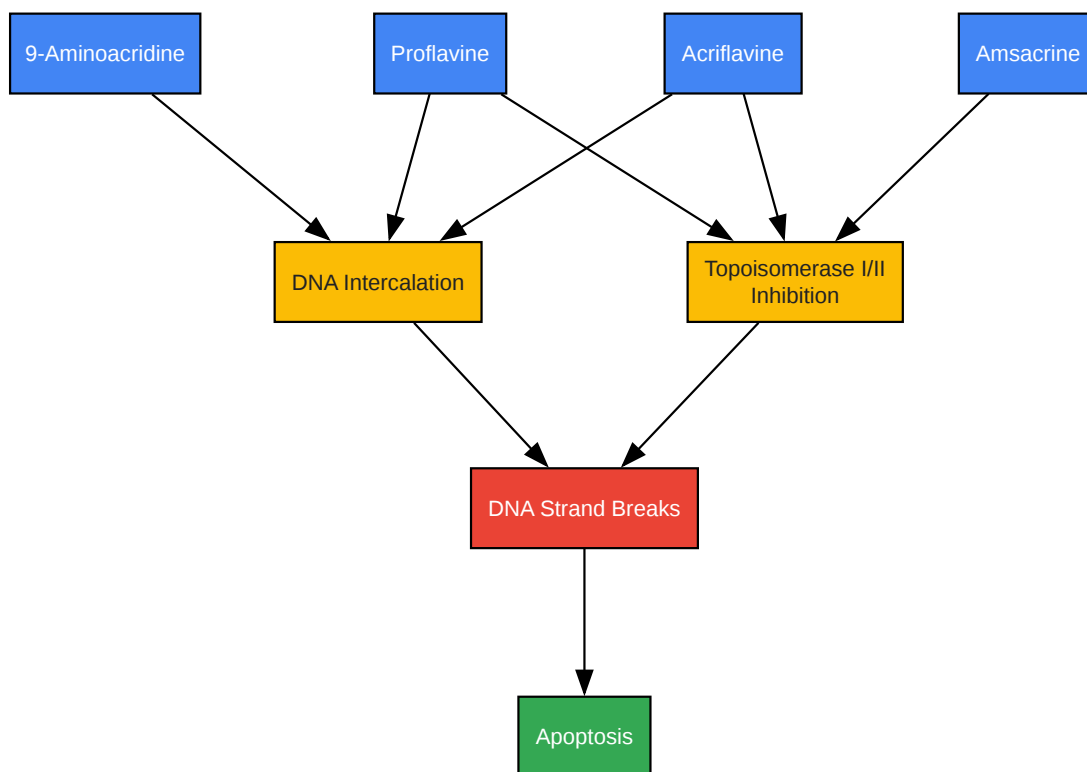 9-Aminoacridine
Proflavine
Acriflavine
Amsacrine
DNA Intercalation
Topoisomerase I/II
Inhibition
DNA Strand Breaks
Apoptosis